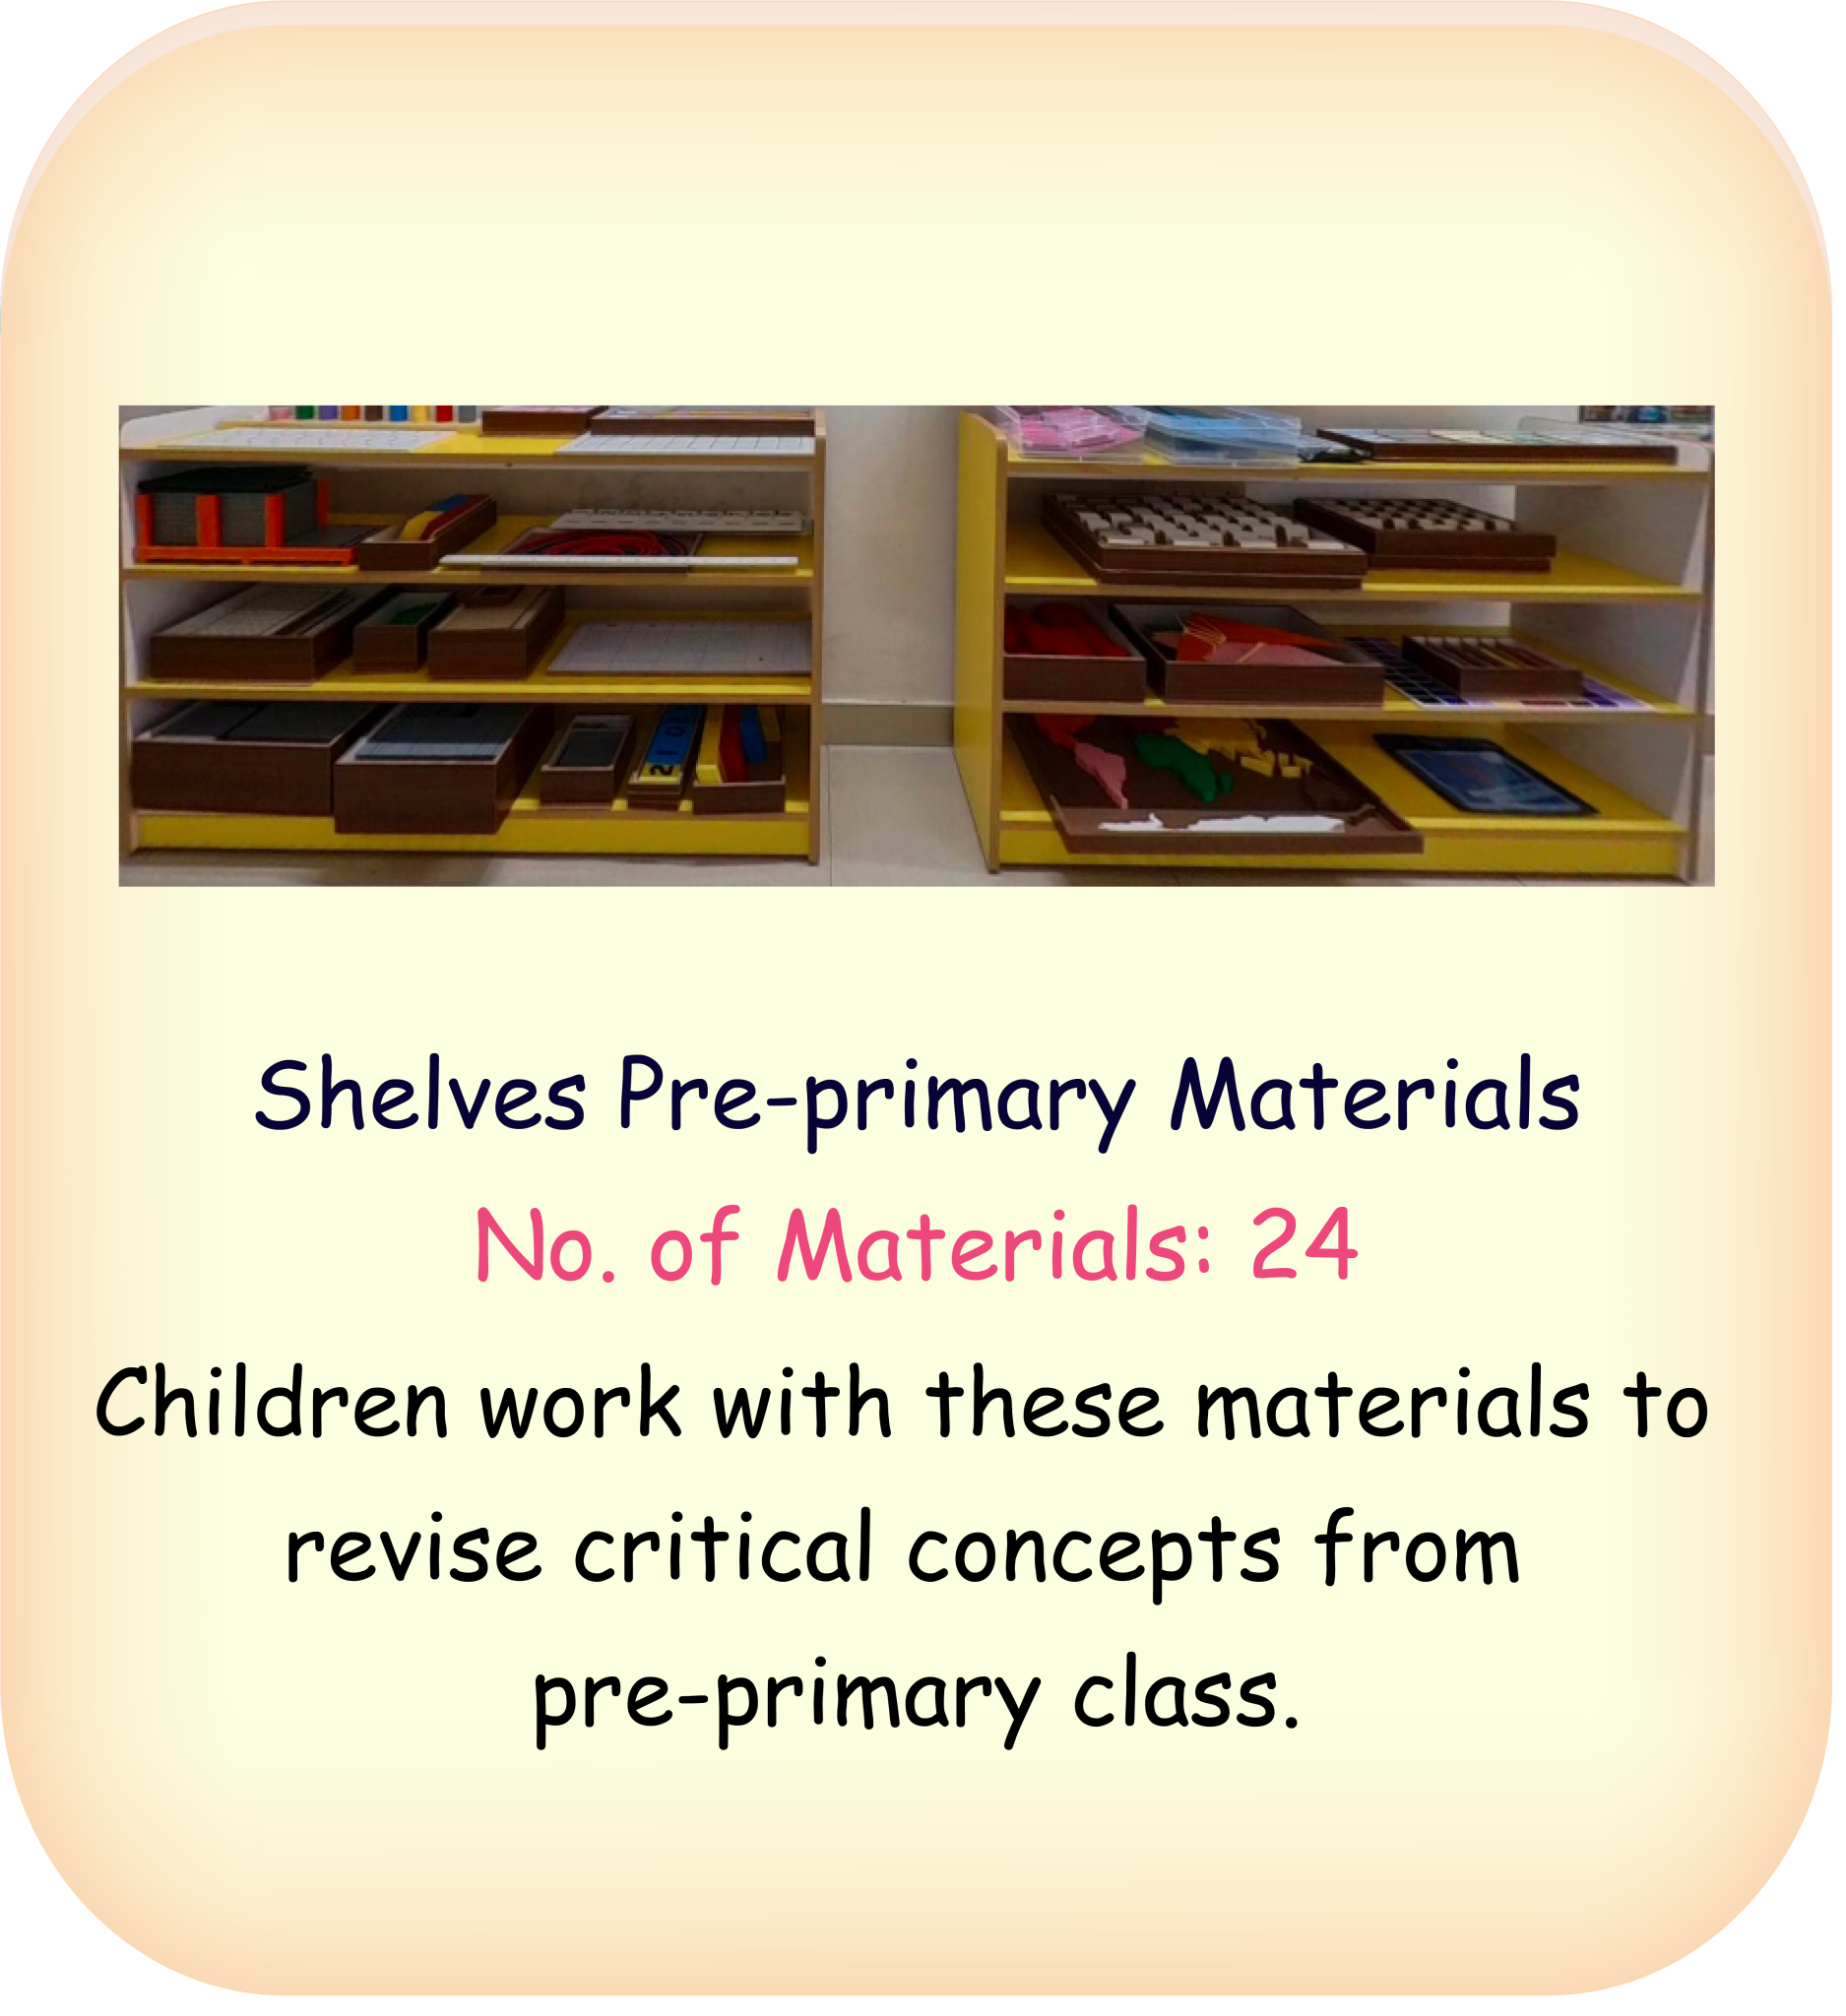 Shelves Pre-primary Materials
No. of Materials: 24
Children work with these materials to
revise critical concepts from
pre-primary class.